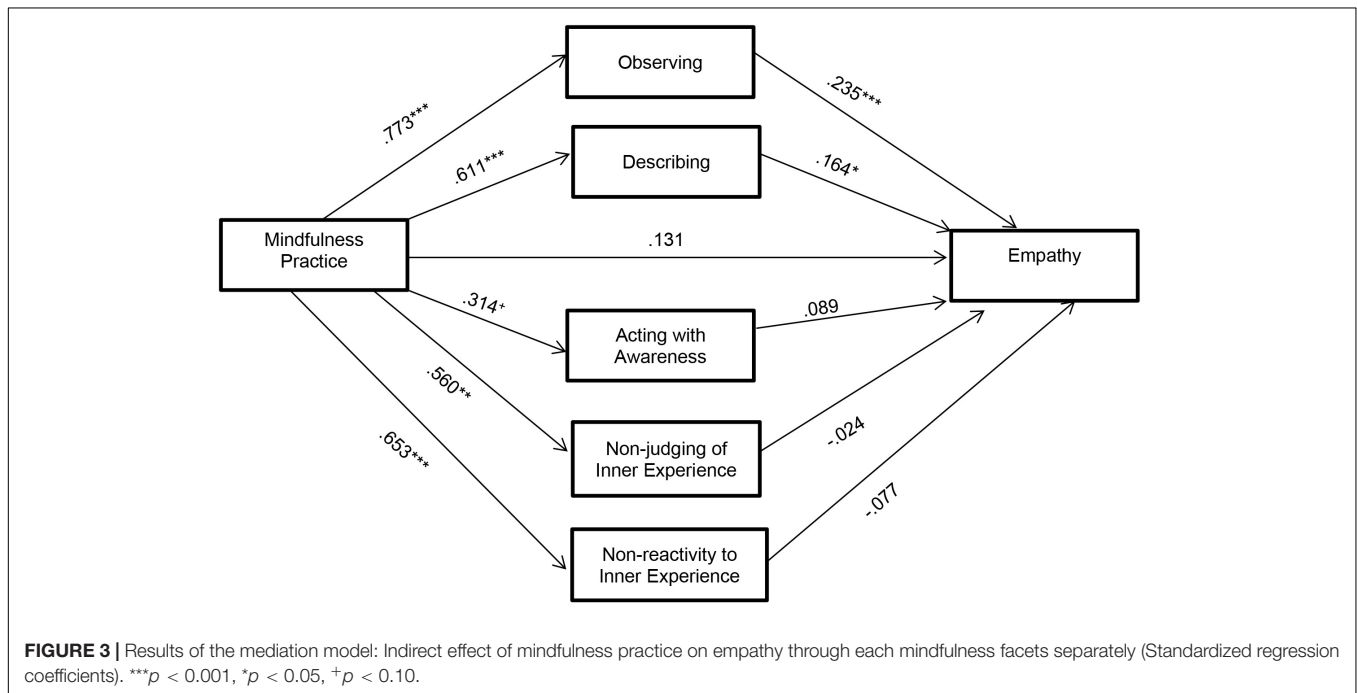 Observing
.773***
.235***
Describing
.611***
.164*
Mindfulness
Practice
.131
Empathy
.314+
Acting with
Awareness
.089
.560**
Non-judging of
Inner Experience
-.024
.653***
Non-reactivity to
Inner Experience
-.077
FIGURE 3 | Results of the mediation model: Indirect effect of mindfulness practice on empathy through each mindfulness facets separately (Standardized regression
coefficients). ***p < 0.001, *p < 0.05, +p < 0.10.